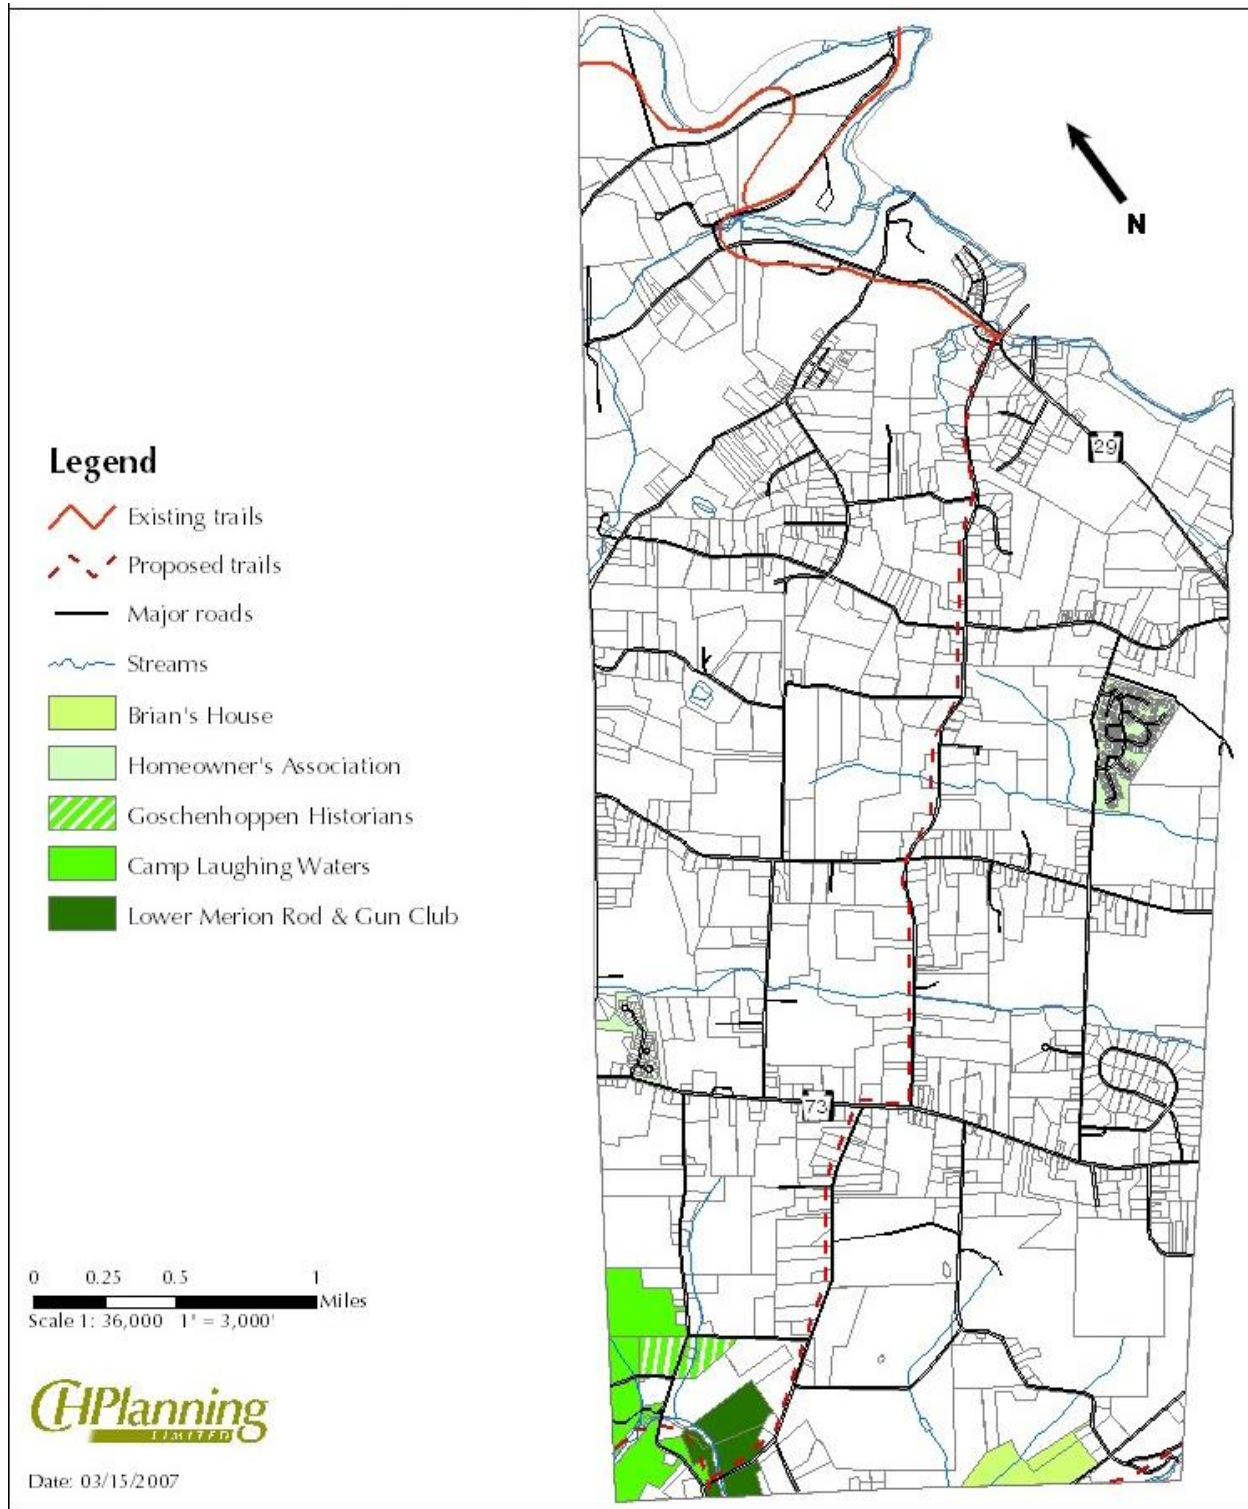 N
29
Legend
Existing trails
Proposed trails
Major roads
Streams
Brian's House
Homeowner's Association
Goschenhoppen Historians
Camp Laughing Waters
Lower Merion Rod & Gun Club
73
0 0.25 0.5 1
Miles
Scale 1: 36,000 1" = 3,000'
CHPlanning
LIMITED
Date: 03/15/2007